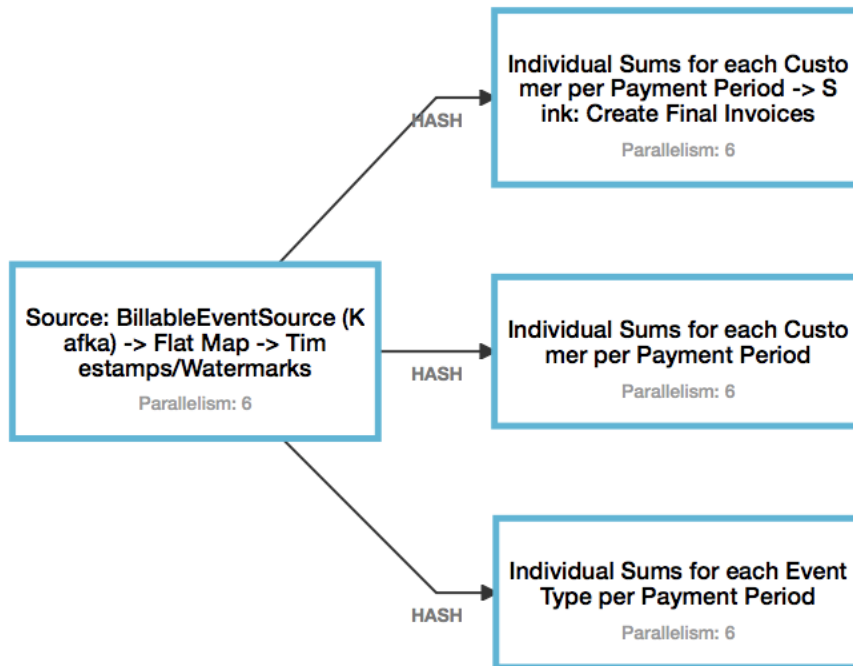 Individual Sums for each Custo
mer per Payment Period -> S
ink: Create Final Invoices
Parallelism: 6
HASH
Source: BillableEventSource (K
afka) -> Flat Map -> Tim
estamps/Watermarks
Parallelism: 6
HASH
Individual Sums for each Custo
mer per Payment Period
Parallelism: 6
HASH
Individual Sums for each Event
Type per Payment Period
Parallelism: 6